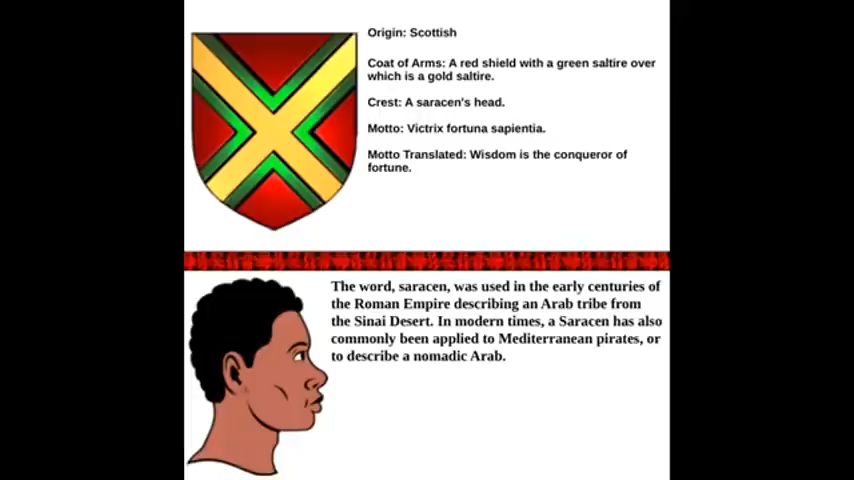 Origin: Scottish
Coat of Arms: A red shield with a green saltire over
which is a gold saltire.
Crest: A saracen's head.
Motto: Victrix fortuna sapientia.
Motto Translated: Wisdom is the conqueror of
fortune.
The word, saracen, was used in the early centuries of
the Roman Empire describing an Arab tribe from
the Sinai Desert. In modern times, a Saracen has also
commonly been applied to Mediterranean pirates, or
to describe a nomadic Arab.